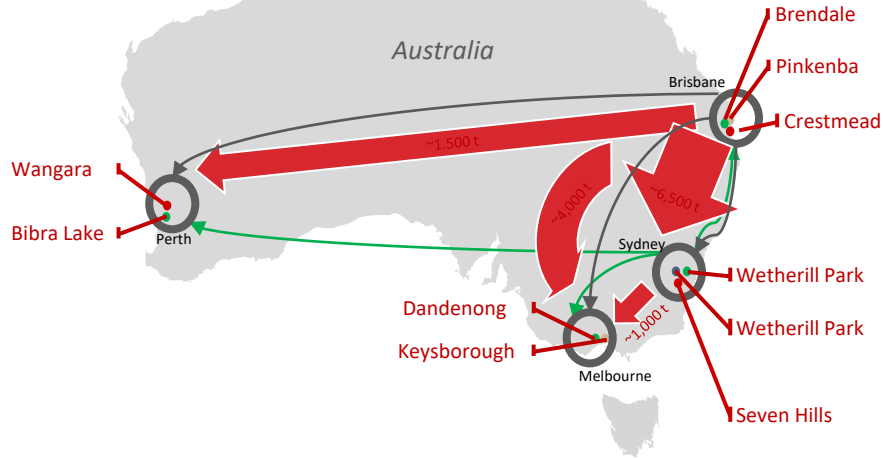 Brendale
Australia
Pinkenba
Brisbane
Crestmead
~1.500 t
Wangara
~4,000 t
~6,500 t
Bibra Lake
Perth
Sydney
Wetherill Park
Dandenong
~1,000 t
Wetherill Park
Keysborough
Melbourne
Seven Hills